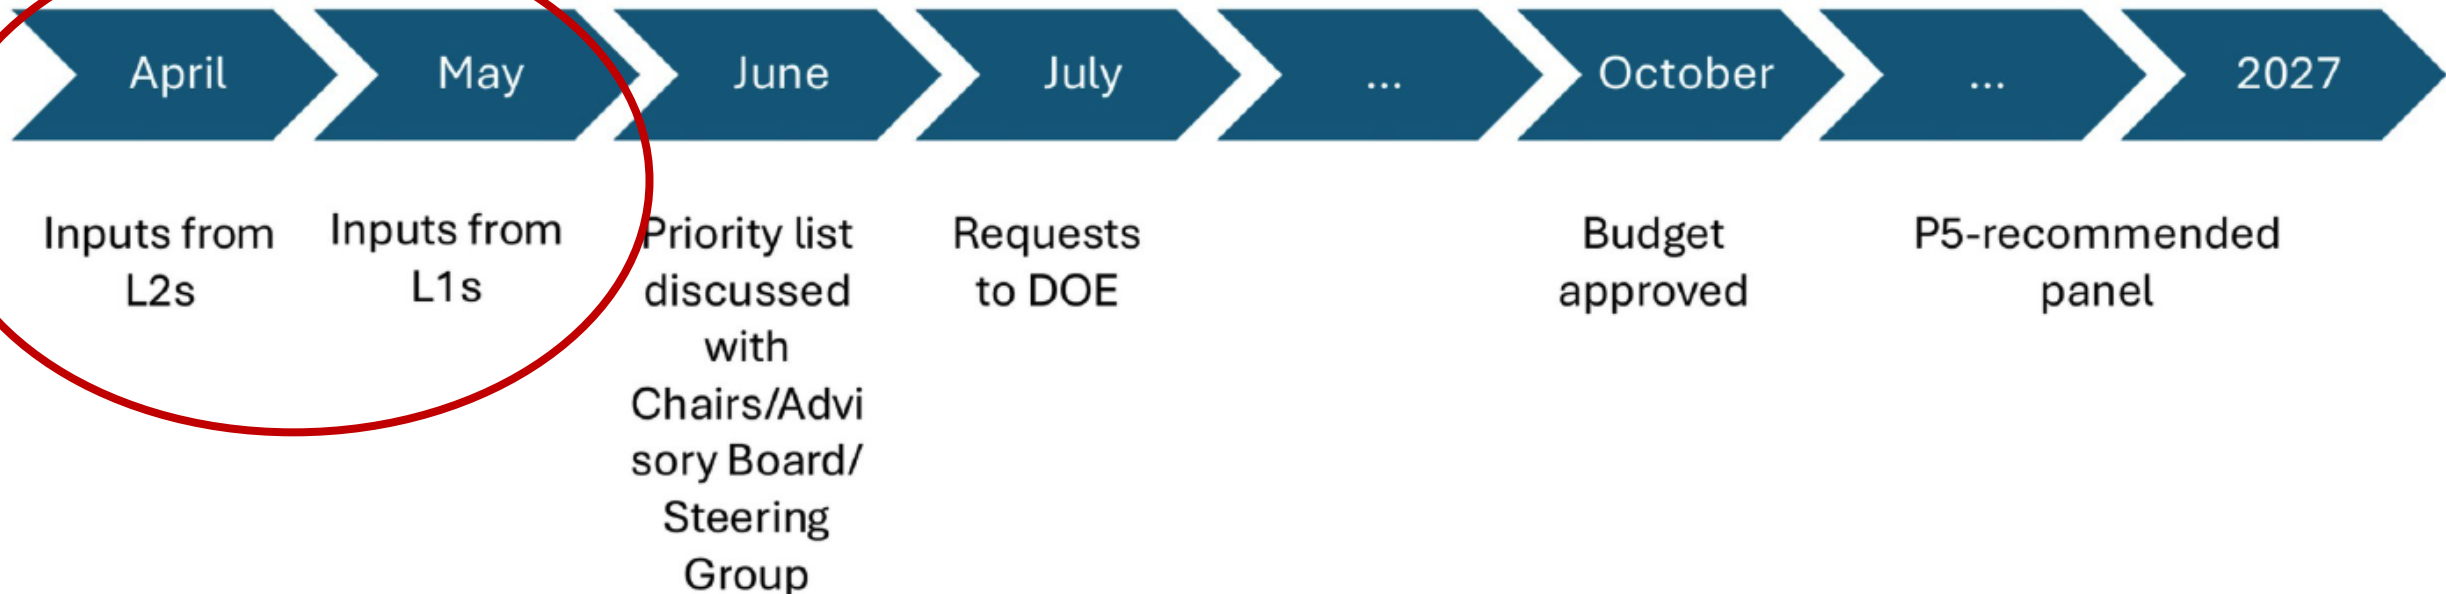 April
May
June
July
...
October
...
2027
Inputs from
L2s
Inputs from
L1s
Priority list
discussed
with
Chairs/Advi
sory Board/
Steering
Group
Requests
to DOE
Budget
approved
P5-recommended
panel